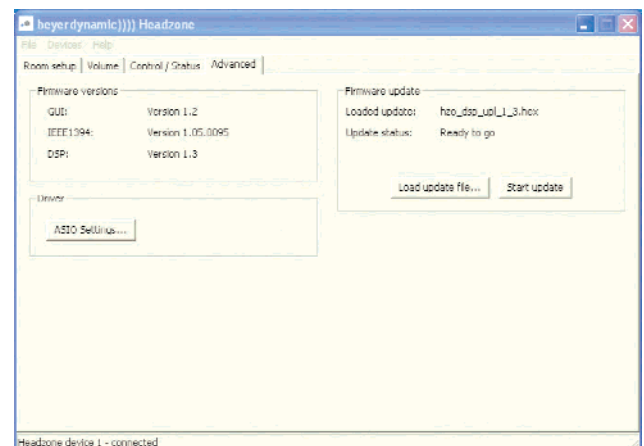 beyerdynamic)))) Headzone
File Devices Help
Room setup Volume Control / Status Advanced
Firmware versions
GUI: Version 1.2
IEEE1394: Version 1.05.0095
DSP: Version 1.3
Driver
ASIO Settings...
Firmware update
Loaded update: hzo_dsp_upl_1_3.hex
Update status: Ready to go
Load update file... Start update
Headzone device 1 - connected